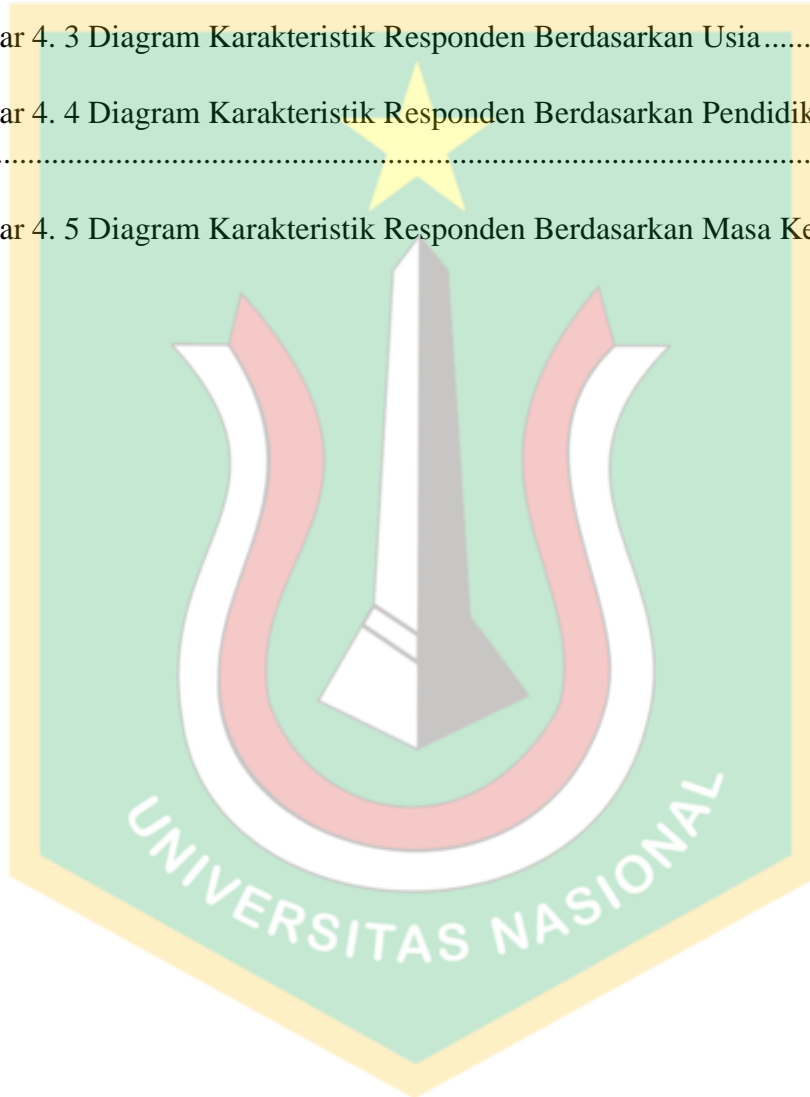 ar 4. 3 Diagram Karakteristik Responden Berdasarkan Usia......
ar 4. 4 Diagram Karakteristik Responden Berdasarkan Pendidik
................................................................................................
ar 4. 5 Diagram Karakteristik Responden Berdasarkan Masa Ke
UNIVERSITAS NASIONAL